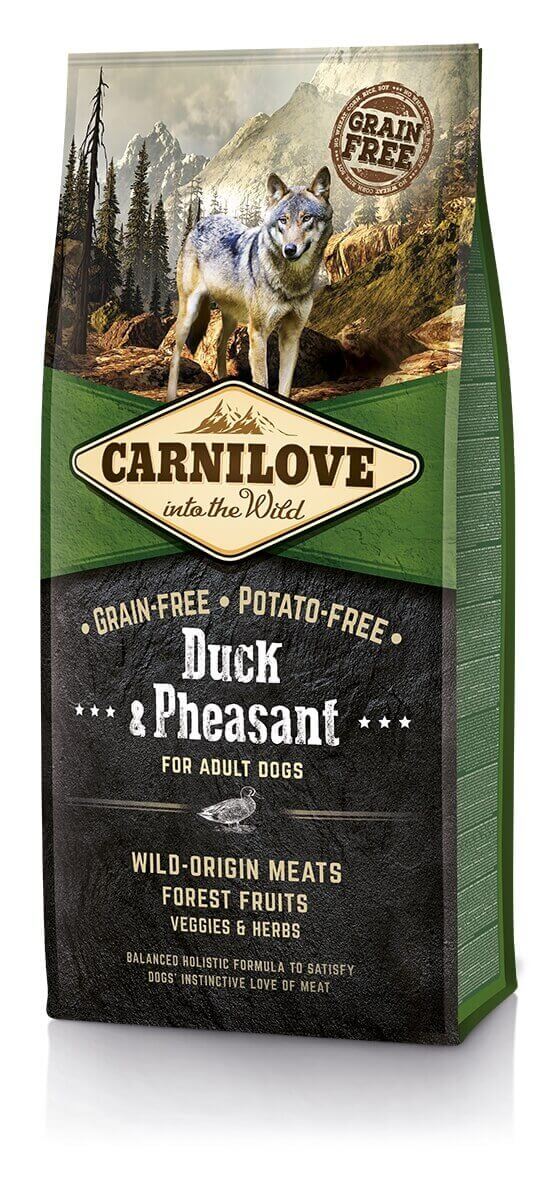 GRAIN
FREE
CARNILOVE
into the Wild
• GRAIN-FREE • POTATO-FREE •
Duck
& Pheasant
FOR ADULT DOGS
WILD-ORIGIN MEATS
FOREST FRUITS
VEGGIES & HERBS
BALANCED HOLISTIC FORMULA TO SATISFY
DOGS' INSTINCTIVE LOVE OF MEAT